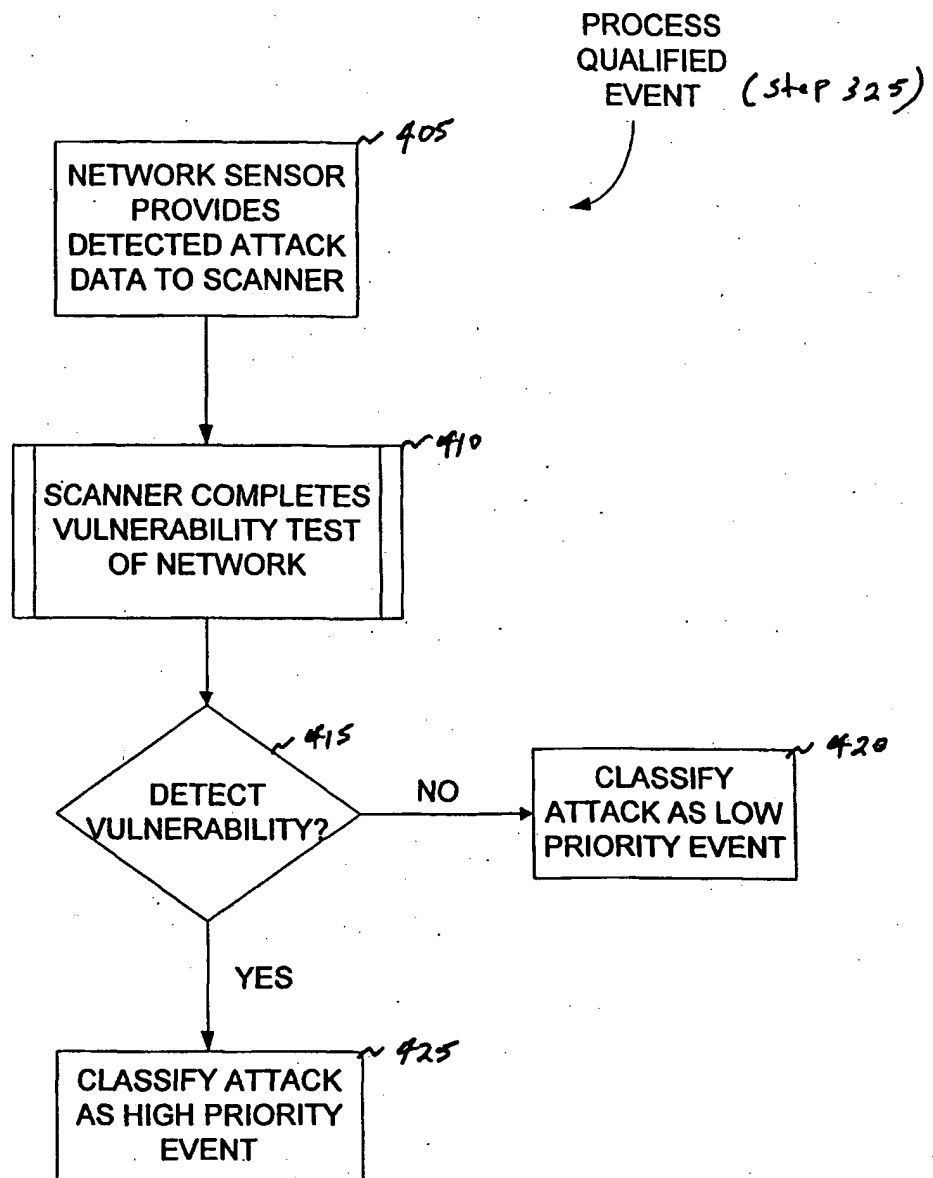 PROCESS
QUALIFIED
EVENT (step 325)
405
NETWORK SENSOR
PROVIDES
DETECTED ATTACK
DATA TO SCANNER
410
SCANNER COMPLETES
VULNERABILITY TEST
OF NETWORK
415
DETECT
VULNERABILITY?
NO
420
CLASSIFY
ATTACK AS LOW
PRIORITY EVENT
YES
425
CLASSIFY ATTACK
AS HIGH PRIORITY
EVENT